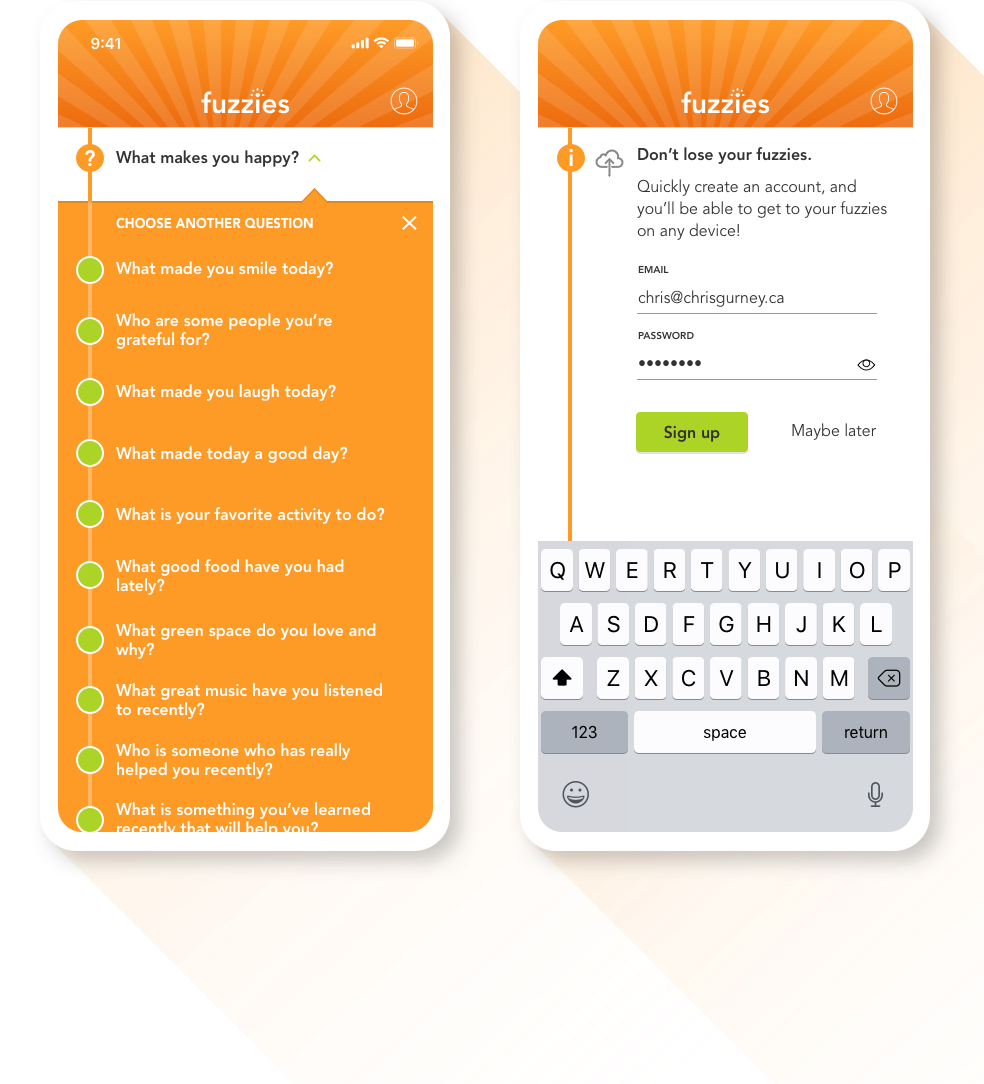 9:41
fuzzies
? What makes you happy?
CHOOSE ANOTHER QUESTION
What made you smile today?
Who are some people you’re
grateful for?
What made you laugh today?
What made today a good day?
What is your favorite activity to do?
What good food have you had
lately?
What green space do you love and
why?
What great music have you listened
to recently?
Who is someone who has really
helped you recently?
What is something you’ve learned
recently that will help you?
fuzzies
i Don’t lose your fuzzies.
Quickly create an account, and
you’ll be able to get to your fuzzies
on any device!
EMAIL
chris@chrisgurney.ca
PASSWORD
••••••••
Sign up Maybe later
Q W E R T Y U I O P
A S D F G H J K L
Z X C V B N M
123 space return